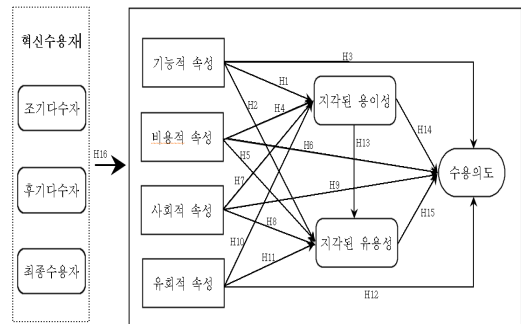 혁신수용자
조기다수자
후기다수자
최종수용자
H16
기능적 속성
비용적 속성
사회적 속성
유희적 속성
H1
H2
H3
H4
H5
H6
H7
H8
H9
H10
H11
H12
지각된 용이성
H13
지각된 유용성
H14
H15
수용의도